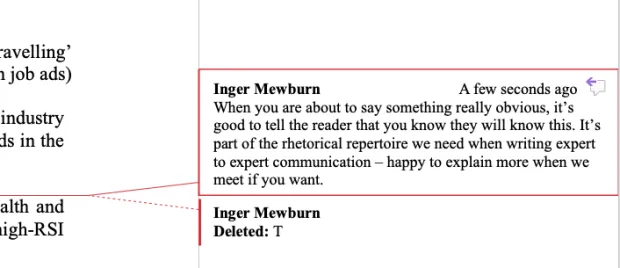 ravelling’
n job ads)
industry
ds in the
alth and
high-RSI
Inger Mewburn A few seconds ago
When you are about to say something really obvious, it’s
good to tell the reader that you know they will know this. It’s
part of the rhetorical repertoire we need when writing expert
to expert communication – happy to explain more when we
meet if you want.
Inger Mewburn
Deleted: T